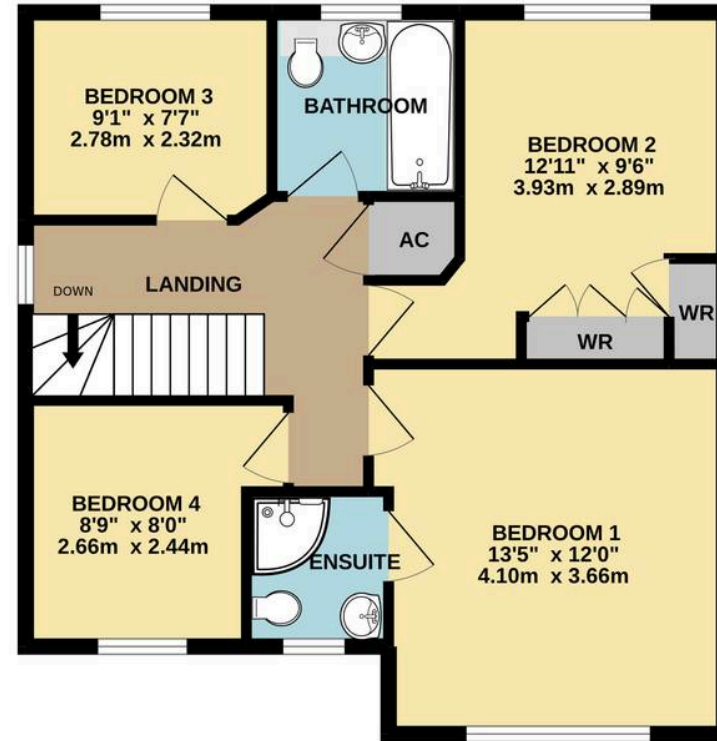 BEDROOM 3
9'1" x 7'7"
2.78m x 2.32m
BATHROOM
BEDROOM 2
12'11" x 9'6"
3.93m x 2.89m
AC
LANDING
DOWN
WR
WR
BEDROOM 4
8'9" x 8'0"
2.66m x 2.44m
ENSUITE
BEDROOM 1
13'5" x 12'0"
4.10m x 3.66m